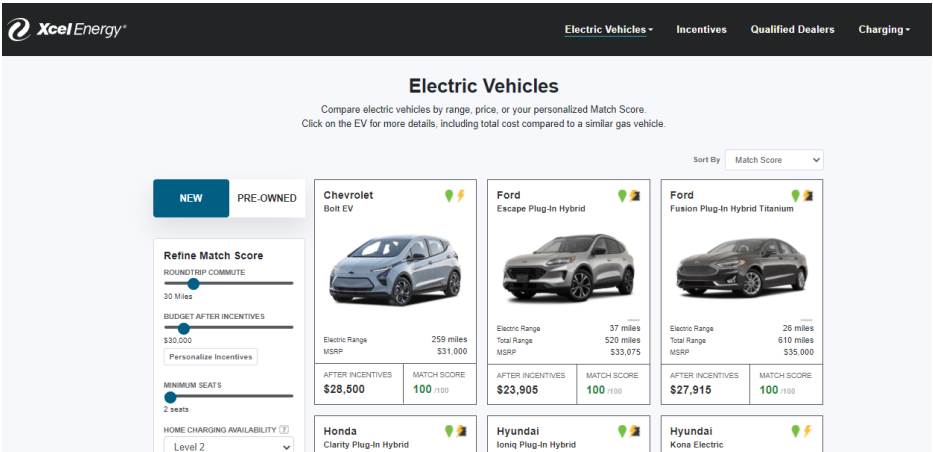 Xcel Energy®
Electric Vehicles
Incentives
Qualified Dealers
Charging
Electric Vehicles
Compare electric vehicles by range, price, or your personalized Match Score.
Click on the EV for more details, including total cost compared to a similar gas vehicle.
Sort By Match Score
NEW
PRE-OWNED
Refine Match Score
ROUNDTRIP COMMUTE
30 Miles
BUDGET AFTER INCENTIVES
$30,000
Personalize Incentives
MINIMUM SEATS
2 seats
HOME CHARGING AVAILABILITY [?]
Level 2
Chevrolet
Bolt EV
Electric Range 259 miles
MSRP $31,000
AFTER INCENTIVES
$28,500
MATCH SCORE
100 /100
Ford
Escape Plug-In Hybrid
Electric Range 37 miles
Total Range 520 miles
MSRP $33,075
AFTER INCENTIVES
$23,905
MATCH SCORE
100 /100
Ford
Fusion Plug-In Hybrid Titanium
Electric Range 26 miles
Total Range 610 miles
MSRP $35,000
AFTER INCENTIVES
$27,915
MATCH SCORE
100 /100
Honda
Clarity Plug-In Hybrid
Hyundai
Ioniq Plug-In Hybrid
Hyundai
Kona Electric